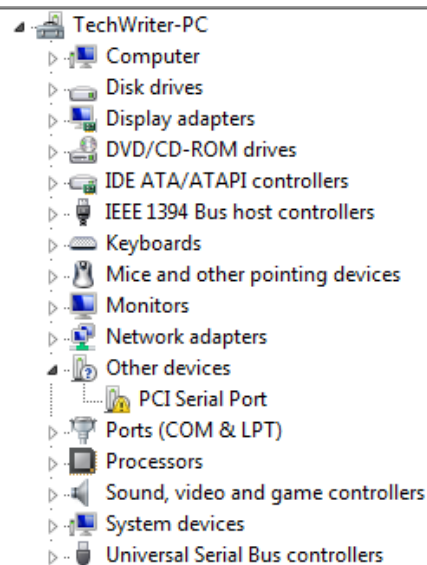 TechWriter-PC
Computer
Disk drives
Display adapters
DVD/CD-ROM drives
IDE ATA/ATAPI controllers
IEEE 1394 Bus host controllers
Keyboards
Mice and other pointing devices
Monitors
Network adapters
Other devices
PCI Serial Port
Ports (COM & LPT)
Processors
Sound, video and game controllers
System devices
Universal Serial Bus controllers